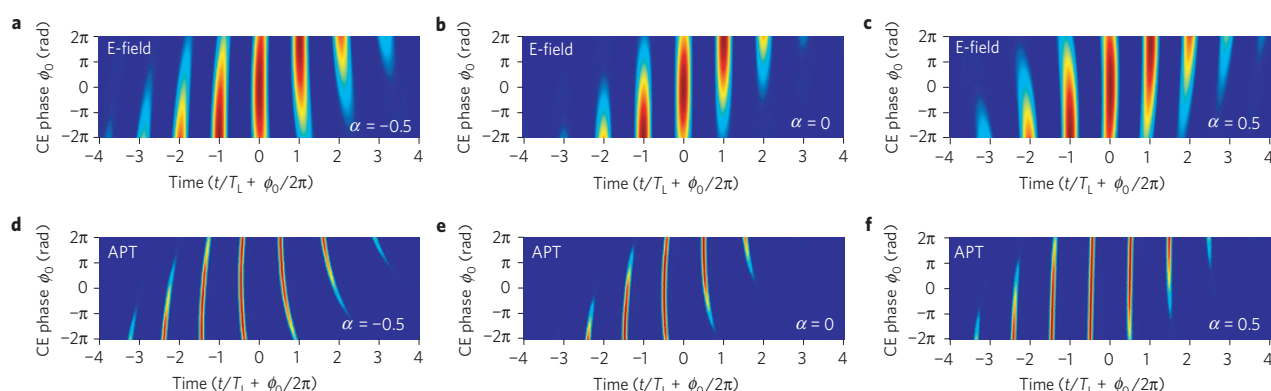 a
CE phase ϕ₀ (rad)
2π
π
0
−π
−2π
E-field
α = −0.5
−4 −3 −2 −1 0 1 2 3 4
Time (t/T_L + ϕ₀/2π)
b
CE phase ϕ₀ (rad)
2π
π
0
−π
−2π
E-field
α = 0
−4 −3 −2 −1 0 1 2 3 4
Time (t/T_L + ϕ₀/2π)
c
CE phase ϕ₀ (rad)
2π
π
0
−π
−2π
E-field
α = 0.5
−4 −3 −2 −1 0 1 2 3 4
Time (t/T_L + ϕ₀/2π)
d
CE phase ϕ₀ (rad)
2π
π
0
−π
−2π
APT
α = −0.5
−4 −3 −2 −1 0 1 2 3 4
Time (t/T_L + ϕ₀/2π)
e
CE phase ϕ₀ (rad)
2π
π
0
−π
−2π
APT
α = 0
−4 −3 −2 −1 0 1 2 3 4
Time (t/T_L + ϕ₀/2π)
f
CE phase ϕ₀ (rad)
2π
π
0
−π
−2π
APT
α = 0.5
−4 −3 −2 −1 0 1 2 3 4
Time (t/T_L + ϕ₀/2π)